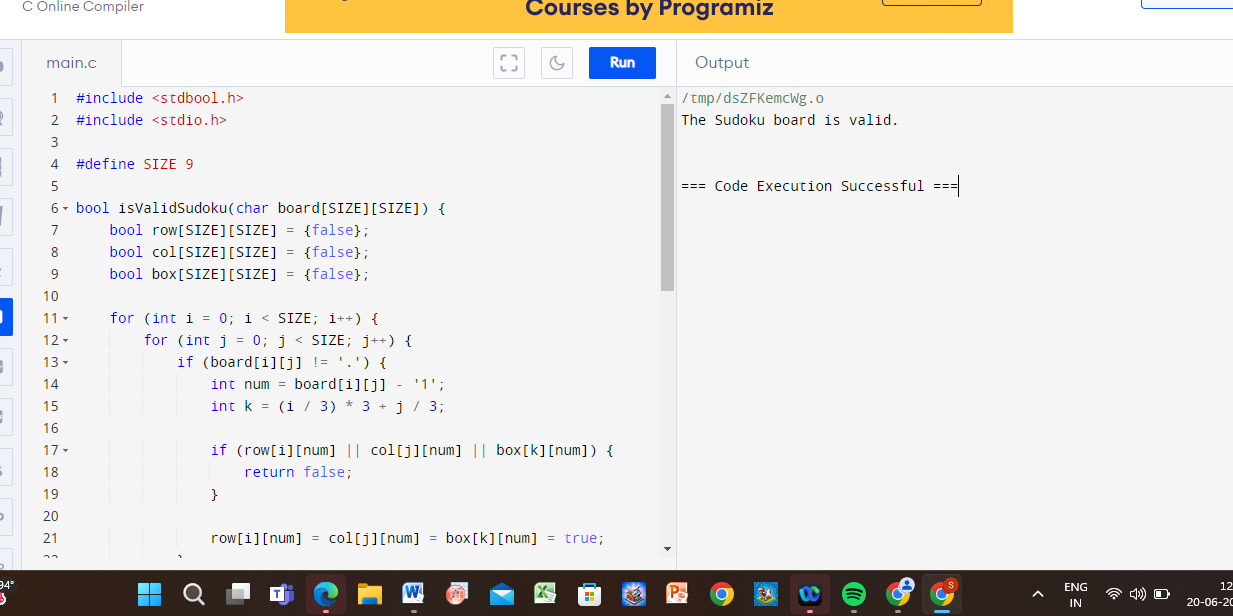 C Online Compiler
Courses by Programiz
main.c
Run
Output
1 #include <stdbool.h>
2 #include <stdio.h>
3
4 #define SIZE 9
5
6 bool isValidSudoku(char board[SIZE][SIZE]) {
7 bool row[SIZE][SIZE] = {false};
8 bool col[SIZE][SIZE] = {false};
9 bool box[SIZE][SIZE] = {false};
10
11 for (int i = 0; i < SIZE; i++) {
12 for (int j = 0; j < SIZE; j++) {
13 if (board[i][j] != '.') {
14 int num = board[i][j] - '1';
15 int k = (i / 3) * 3 + j / 3;
16
17 if (row[i][num] || col[j][num] || box[k][num]) {
18 return false;
19 }
20
21 row[i][num] = col[j][num] = box[k][num] = true;
/tmp/dsZFKemcWg.o
The Sudoku board is valid.
=== Code Execution Successful ===
94°
ENG
IN
12
20-06-20